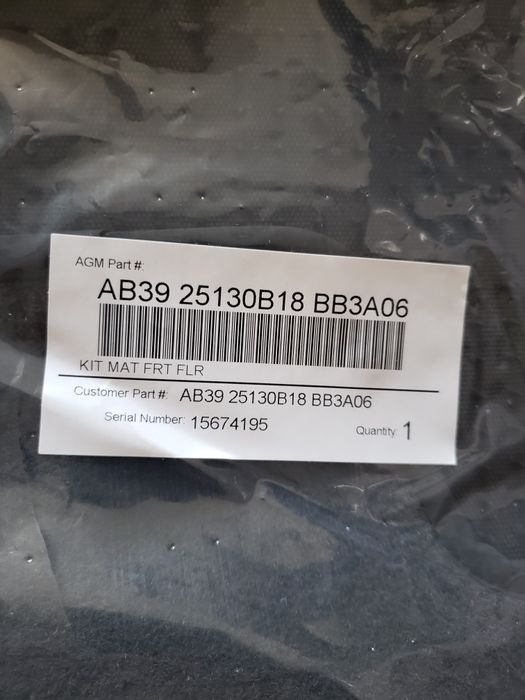 AGM Part #:
AB39 25130B18 BB3A06
KIT MAT FRT FLR
Customer Part #: AB39 25130B18 BB3A06
Serial Number: 15674195
Quantity: 1